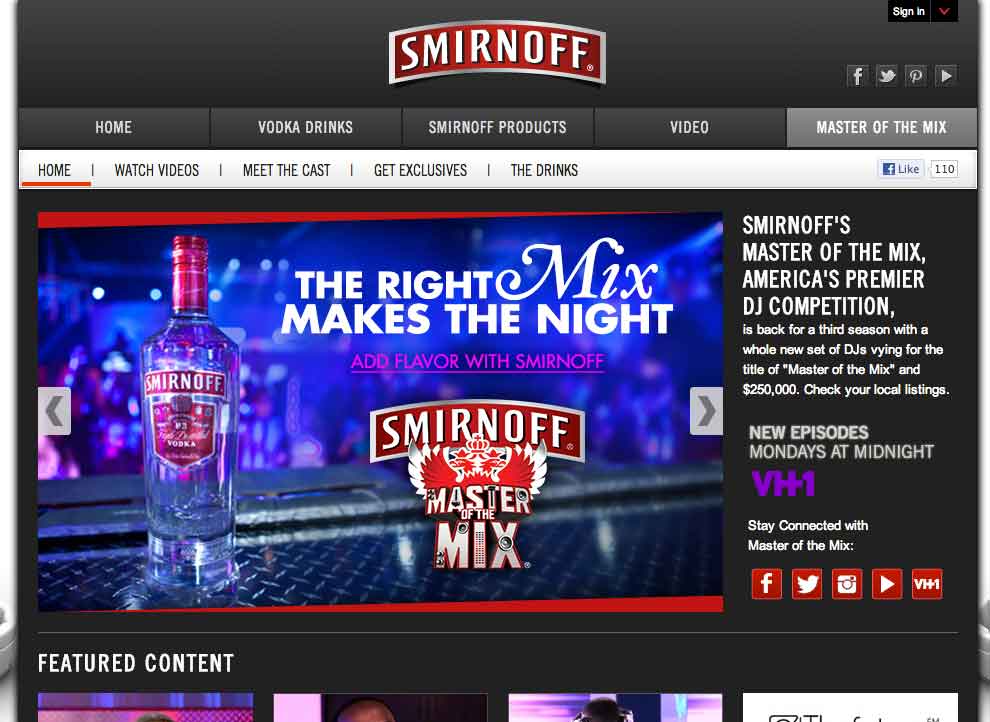 Sign in
SMIRNOFF®
HOME
VODKA DRINKS
SMIRNOFF PRODUCTS
VIDEO
MASTER OF THE MIX
HOME | WATCH VIDEOS | MEET THE CAST | GET EXCLUSIVES | THE DRINKS
Like
110
THE RIGHT Mix
MAKES THE NIGHT
ADD FLAVOR WITH SMIRNOFF
SMIRNOFF®
MASTER
OF THE
MIX®
SMIRNOFF
VODKA
SMIRNOFF'S
MASTER OF THE MIX,
AMERICA'S PREMIER
DJ COMPETITION,
is back for a third season with a
whole new set of DJs vying for the
title of "Master of the Mix" and
$250,000. Check your local listings.
NEW EPISODES
MONDAYS AT MIDNIGHT
VH1
Stay Connected with
Master of the Mix:
VH1
FEATURED CONTENT